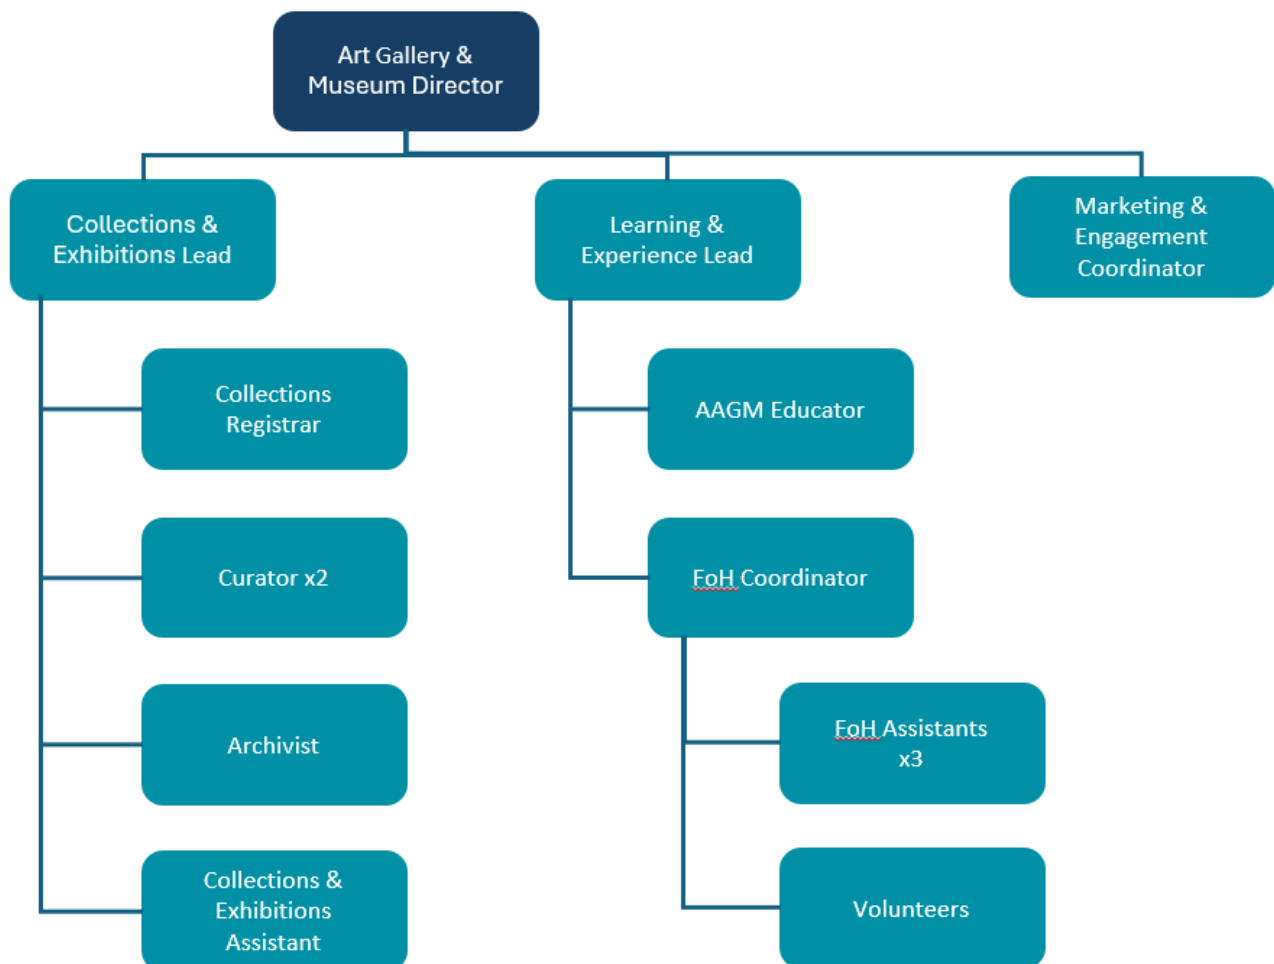 Art Gallery &
Museum Director
Collections &
Exhibitions Lead
Learning &
Experience Lead
Marketing &
Engagement
Coordinator
Collections
Registrar
AAGM Educator
Curator x2
FoH Coordinator
Archivist
FoH Assistants
x3
Collections &
Exhibitions
Assistant
Volunteers